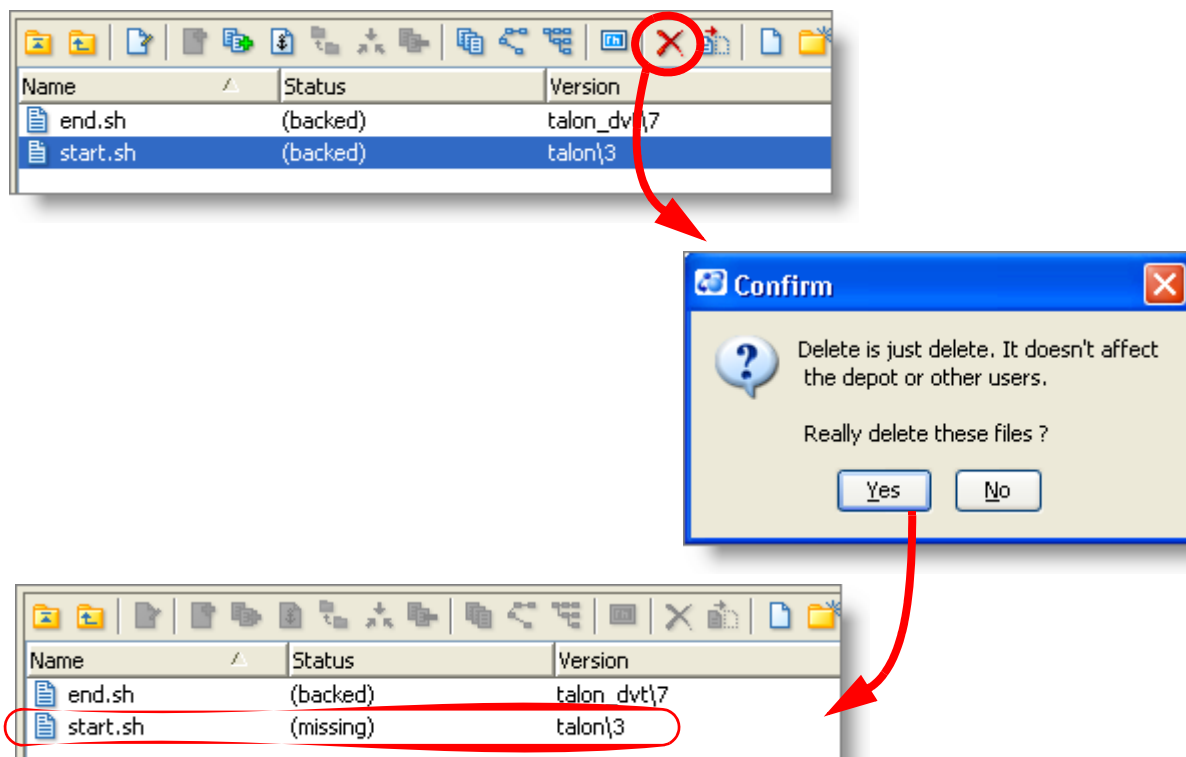 Name Status Version
end.sh (backed) talon_dvt\7
start.sh (backed) talon\3
Confirm
Delete is just delete. It doesn't affect
the depot or other users.
Really delete these files ?
Yes No
Name Status Version
end.sh (backed) talon_dvt\7
start.sh (missing) talon\3